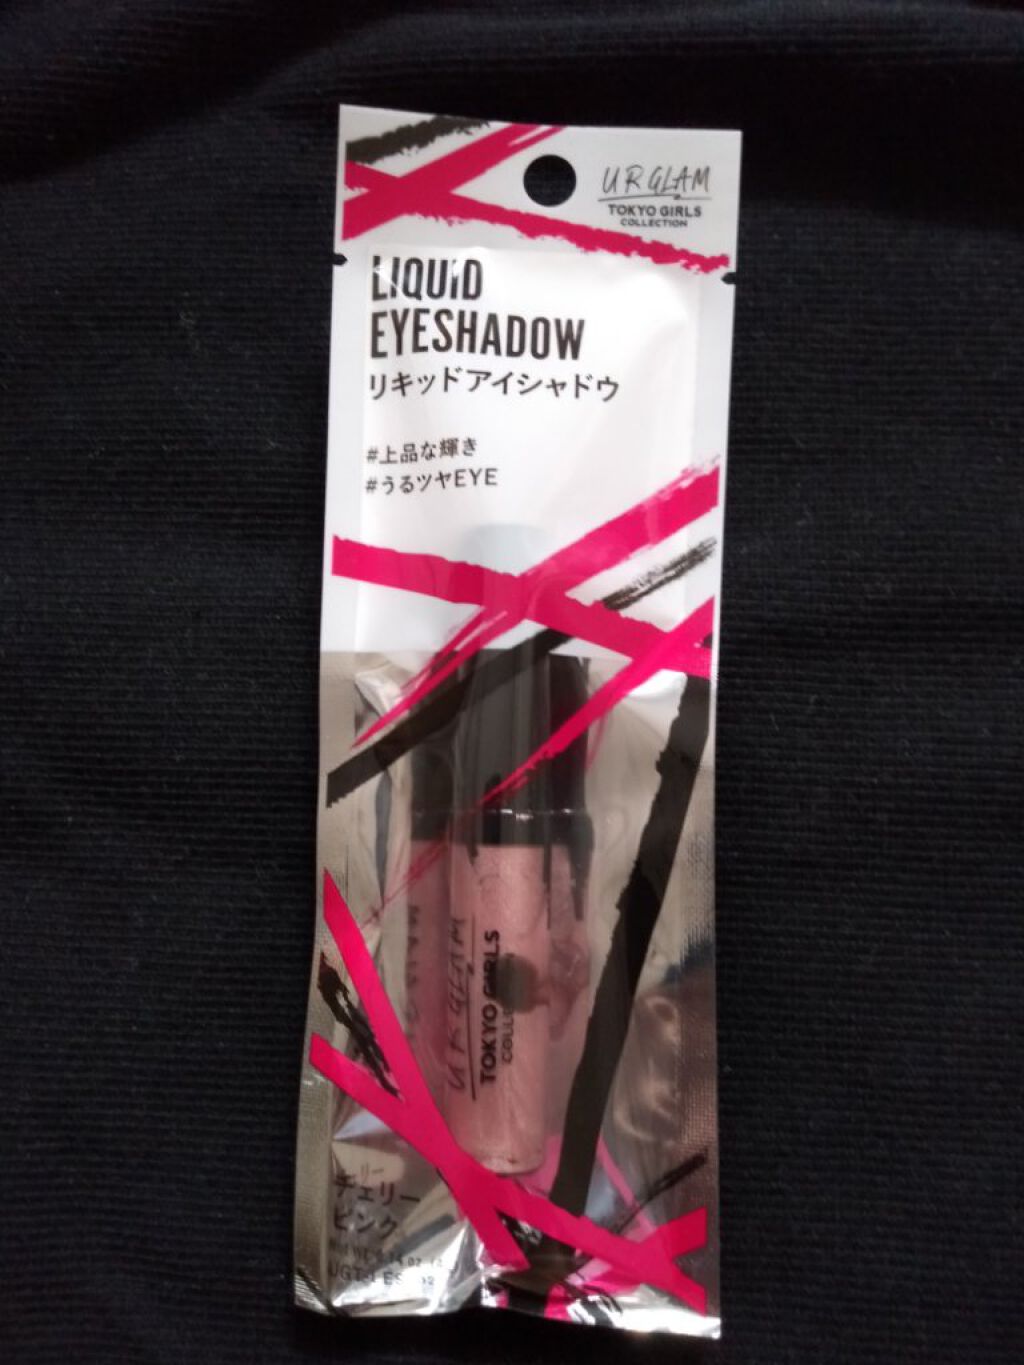 UR GLAM
TOKYO GIRLS
COLLECTION
LIQUID
EYESHADOW
リキッドアイシャドウ
#上品な輝き
#うるツヤEYE
UR GLAM
TOKYO GIRLS
チェリー
ピンク